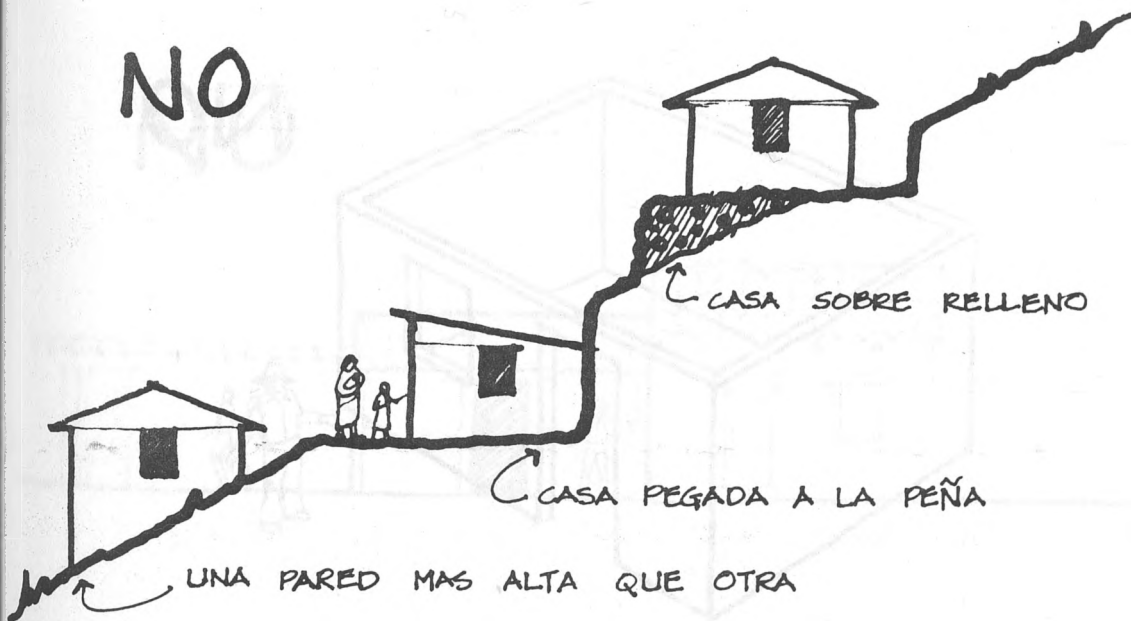 NO
CASA SOBRE RELLENO
CASA PEGADA A LA PEÑA
UNA PARED MAS ALTA QUE OTRA